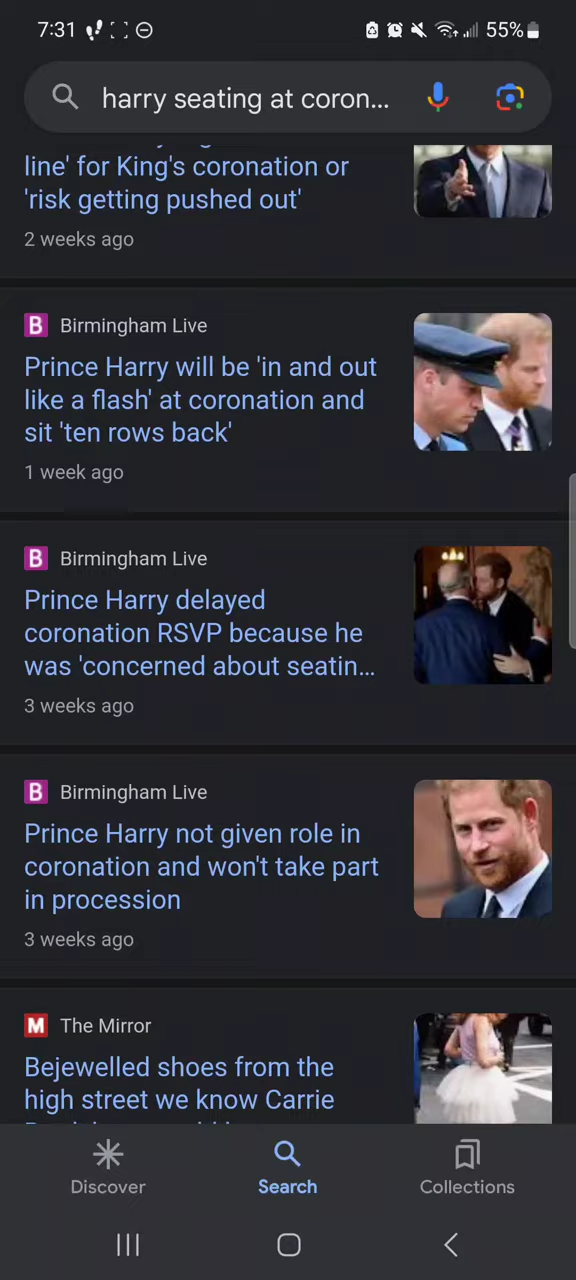 7:31
55%
harry seating at coron...
line' for King's coronation or
'risk getting pushed out'
2 weeks ago
B Birmingham Live
Prince Harry will be 'in and out
like a flash' at coronation and
sit 'ten rows back'
1 week ago
B Birmingham Live
Prince Harry delayed
coronation RSVP because he
was 'concerned about seatin...
3 weeks ago
B Birmingham Live
Prince Harry not given role in
coronation and won't take part
in procession
3 weeks ago
M The Mirror
Bejewelled shoes from the
high street we know Carrie
Discover
Search
Collections